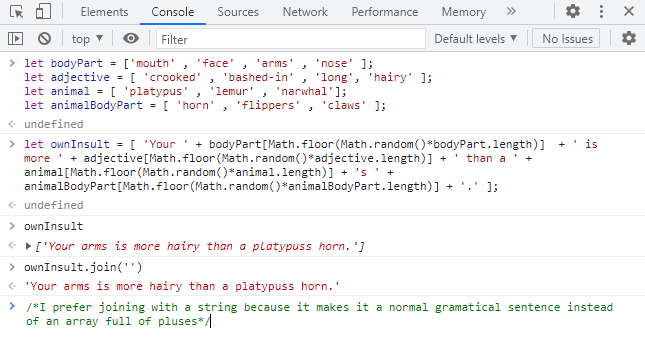 Elements Console Sources Network Performance Memory »
top ▾ Filter Default levels ▾ No Issues
> let bodyPart = ['mouth' , 'face' , 'arms' , 'nose' ];
let adjective = [ 'crooked' , 'bashed-in' , 'long', 'hairy' ];
let animal = [ 'platypus' , 'lemur' , 'narwhal'];
let animalBodyPart = [ 'horn' , 'flippers' , 'claws' ];
undefined
> let ownInsult = [ 'Your ' + bodyPart[Math.floor(Math.random()*bodyPart.length)]  + ' is
more ' + adjective[Math.floor(Math.random()*adjective.length)] + ' than a ' +
animal[Math.floor(Math.random()*animal.length)] + 's ' +
animalBodyPart[Math.floor(Math.random()*animalBodyPart.length)] + '.' ];
undefined
> ownInsult
▶ ['Your arms is more hairy than a platypuss horn.']
> ownInsult.join('')
'Your arms is more hairy than a platypuss horn.'
> /*I prefer joining with a string because it makes it a normal gramatical sentence instead
of an array full of pluses*/